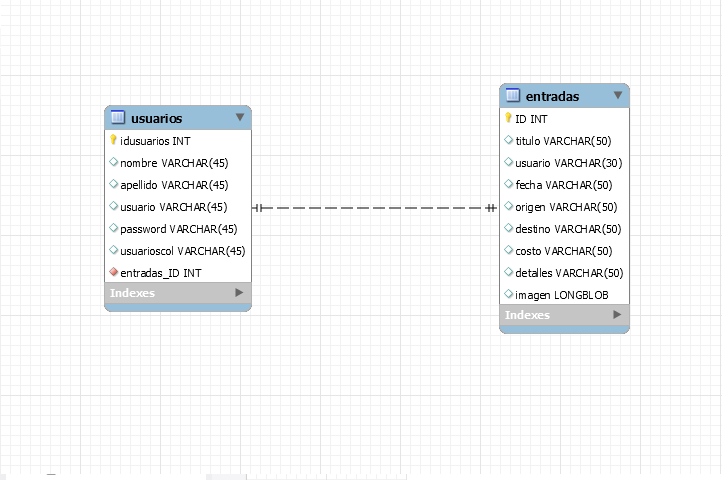 usuarios
idusuarios INT
nombre VARCHAR(45)
apellido VARCHAR(45)
usuario VARCHAR(45)
password VARCHAR(45)
usuarioscol VARCHAR(45)
entradas_ID INT
Indexes
entradas
ID INT
titulo VARCHAR(50)
usuario VARCHAR(30)
fecha VARCHAR(50)
origen VARCHAR(50)
destino VARCHAR(50)
costo VARCHAR(50)
detalles VARCHAR(50)
imagen LONGBLOB
Indexes